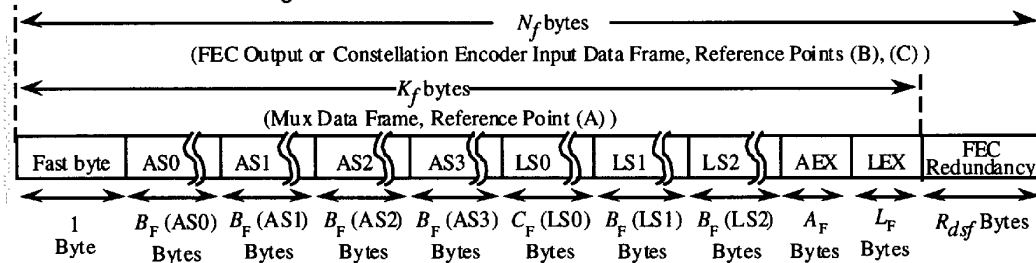 N_f bytes
(FEC Output or Constellation Encoder Input Data Frame, Reference Points (B), (C) )
K_f bytes
(Mux Data Frame, Reference Point (A) )
Fast byte AS0 AS1 AS2 AS3 LS0 LS1 LS2 AEX LEX FEC Redundancy
1 Byte B_F (AS0) Bytes B_F (AS1) Bytes B_F (AS2) Bytes B_F (AS3) Bytes C_F (LS0) Bytes B_F (LS1) Bytes B_F (LS2) Bytes A_F Bytes L_F Bytes R_dsf Bytes